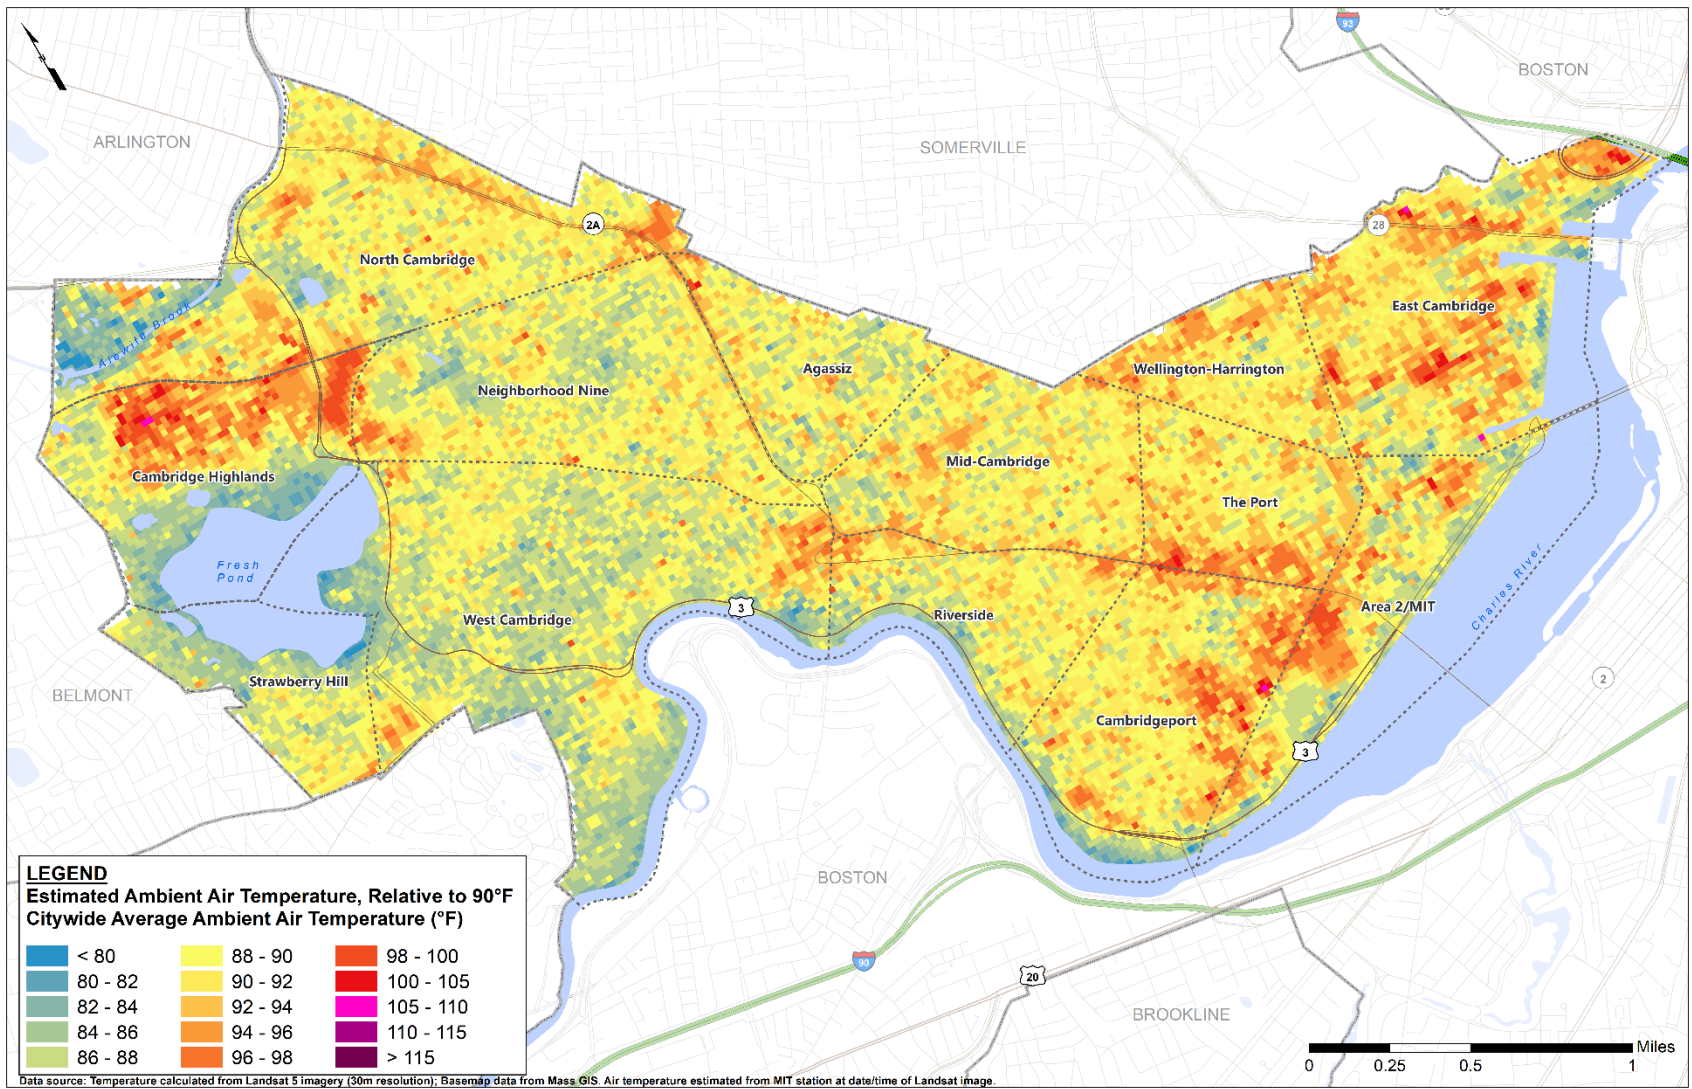 93
BOSTON
ARLINGTON
SOMERVILLE
2A
28
North Cambridge
East Cambridge
Alewife Brook
Agassiz
Wellington-Harrington
Neighborhood Nine
Mid-Cambridge
Cambridge Highlands
The Port
Fresh
Pond
Charles River
3
Area 2/MIT
West Cambridge
Riverside
Strawberry Hill
BELMONT
2
Cambridgeport
3
BOSTON
90
20
BROOKLINE
LEGEND
Estimated Ambient Air Temperature, Relative to 90°F
Citywide Average Ambient Air Temperature (°F)
< 80 88 - 90 98 - 100
80 - 82 90 - 92 100 - 105
82 - 84 92 - 94 105 - 110
84 - 86 94 - 96 110 - 115
86 - 88 96 - 98 > 115
Miles
0 0.25 0.5 1
Data source: Temperature calculated from Landsat 5 imagery (30m resolution); Basemap data from Mass GIS. Air temperature estimated from MIT station at date/time of Landsat image.